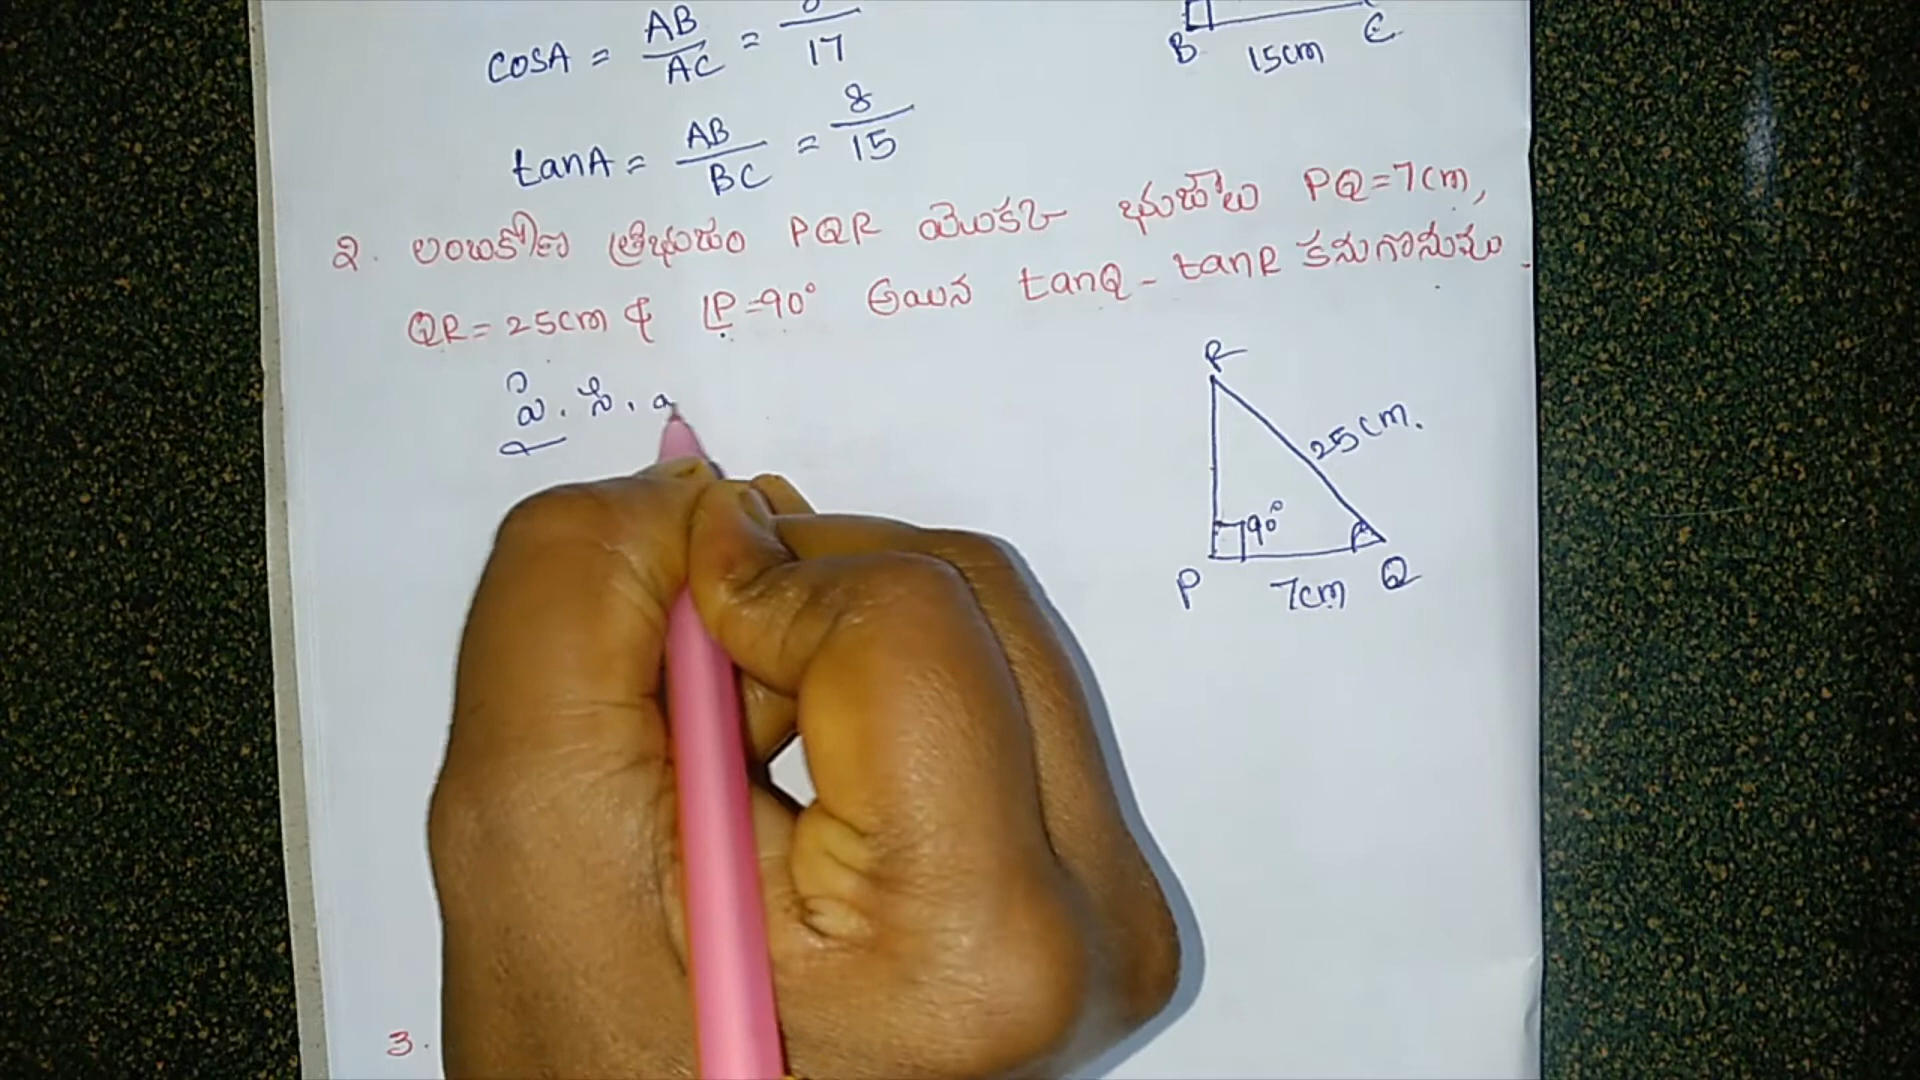 cosA = AB/AC = 8/17
B 15cm C
tanA = AB/BC = 8/15
2. లంబకోణ త్రిభుజం PQR యొక్క భుజాలు PQ=7cm,
QR=25cm & ∠P=90° అయిన tanQ-tanR కనుగొనుము.
R
25cm.
90°
P 7cm Q
3.